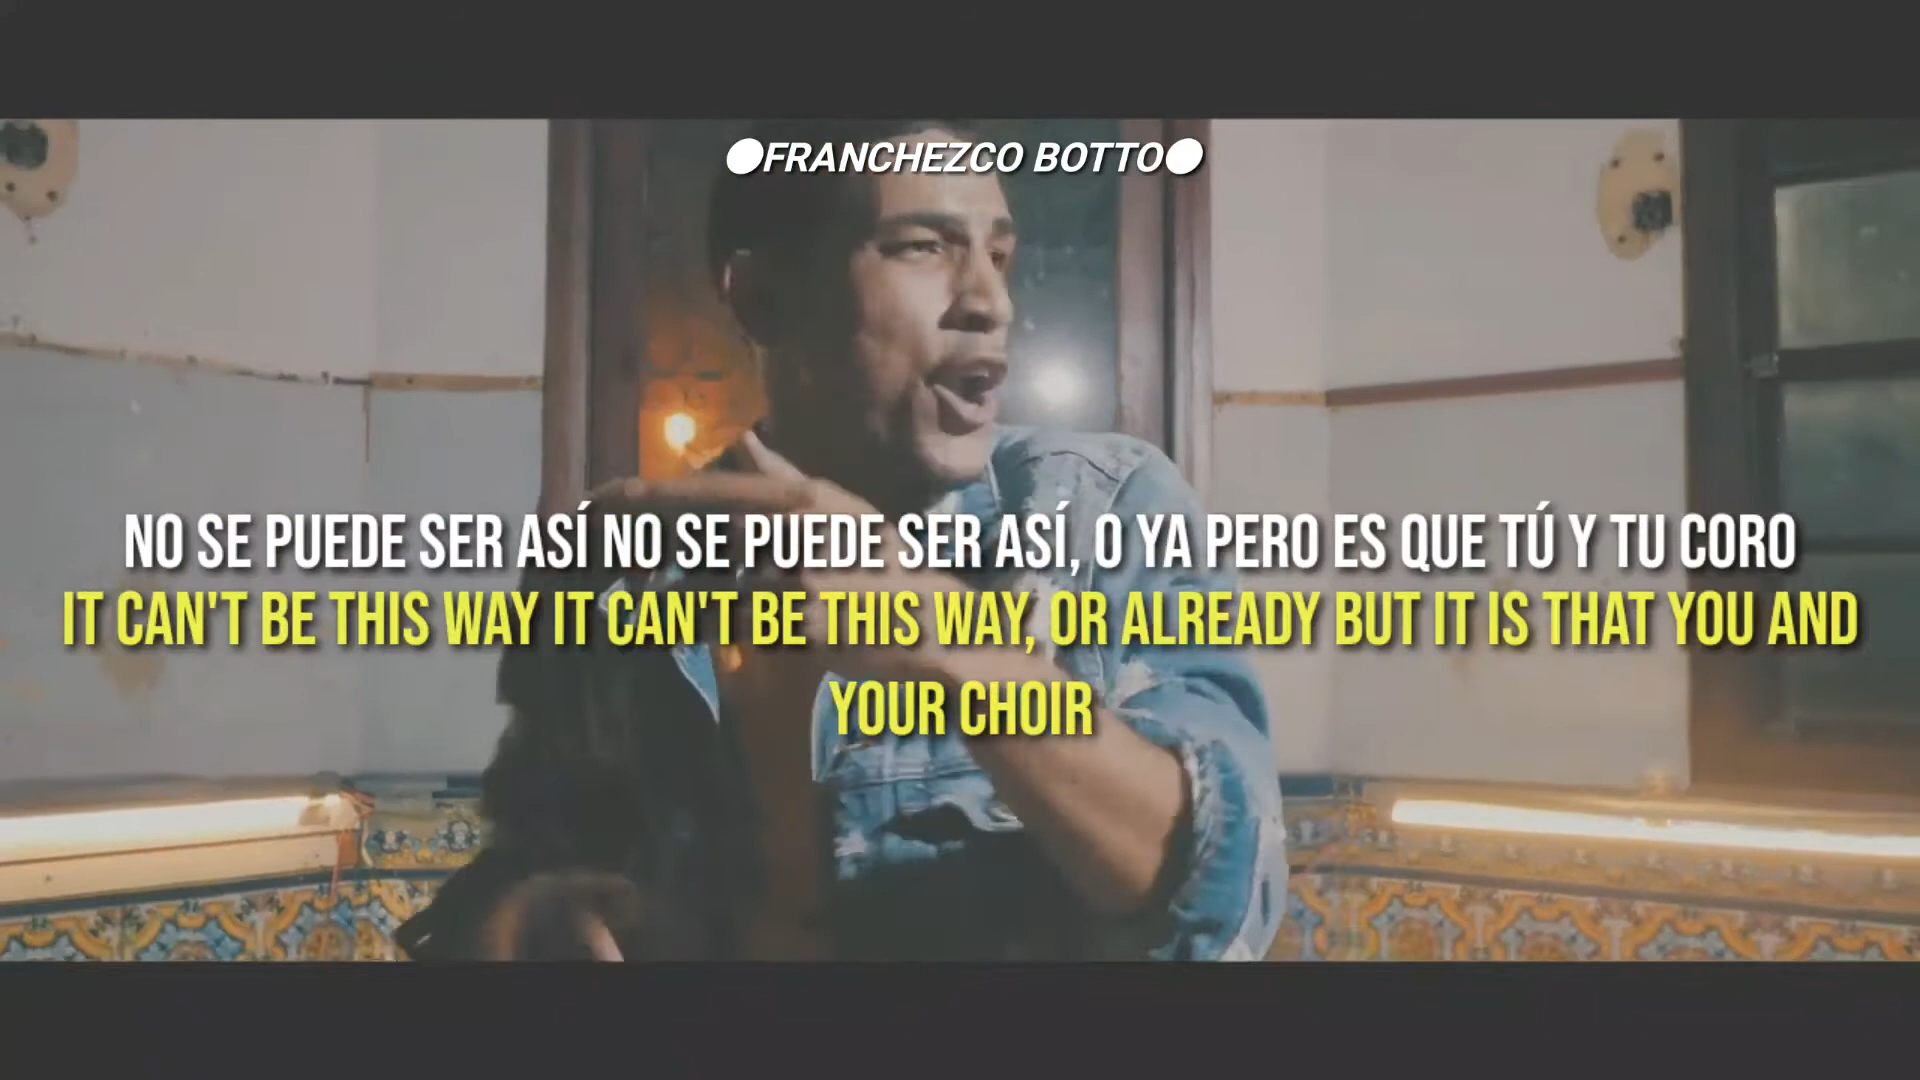 ●FRANCHEZCO BOTTO●
NO SE PUEDE SER ASÍ NO SE PUEDE SER ASÍ, O YA PERO ES QUE TÚ Y TU CORO
IT CAN'T BE THIS WAY IT CAN'T BE THIS WAY, OR ALREADY BUT IT IS THAT YOU AND
YOUR CHOIR